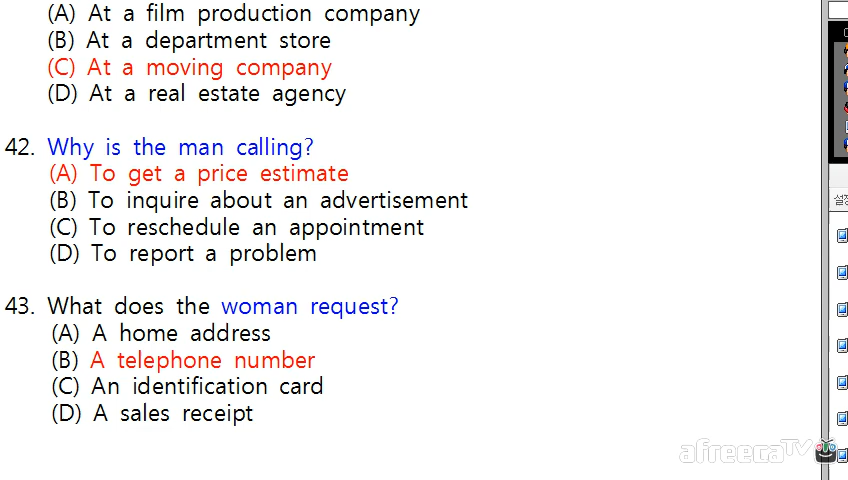 (A) At a film production company
(B) At a department store
(C) At a moving company
(D) At a real estate agency
42. Why is the man calling?
(A) To get a price estimate
(B) To inquire about an advertisement
(C) To reschedule an appointment
(D) To report a problem
43. What does the woman request?
(A) A home address
(B) A telephone number
(C) An identification card
(D) A sales receipt
설정
afreecaTV